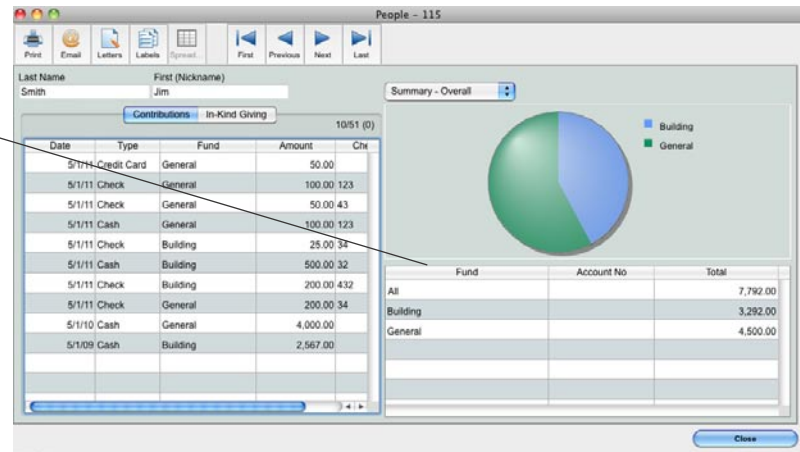 People - 115
Print Email Letters Labels Spread... First Previous Next Last
Last Name First (Nickname)
Smith Jim
Summary - Overall
Contributions In-Kind Giving
10/51 (0)
Building
General
Date Type Fund Amount Che
5/1/11 Credit Card General 50.00
5/1/11 Check General 100.00 123
5/1/11 Check General 50.00 43
5/1/11 Cash General 100.00 123
5/1/11 Check Building 25.00 34
5/1/11 Cash Building 500.00 32
5/1/11 Check Building 200.00 432
5/1/11 Check General 200.00 34
5/1/10 Cash General 4,000.00
5/1/09 Cash Building 2,567.00
Fund Account No Total
All 7,792.00
Building 3,292.00
General 4,500.00
Close